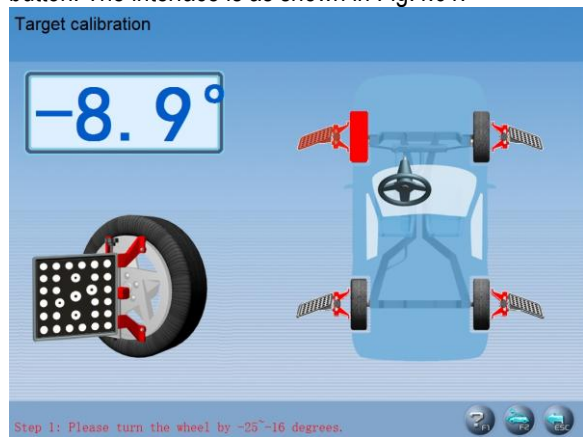 Target calibration
-8.9°
Step 1: Please turn the wheel by -25~-16 degrees.
?F1
F2
ESC